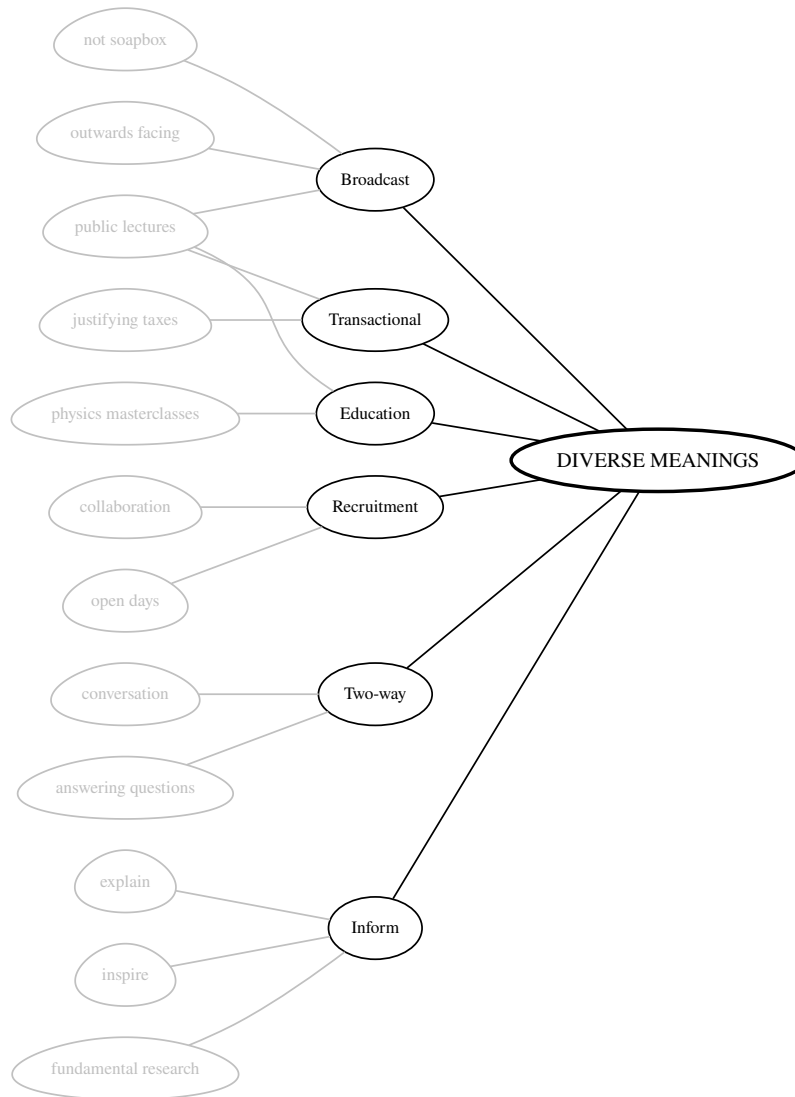 not soapbox
outwards facing
Broadcast
public lectures
justifying taxes
Transactional
physics masterclasses
Education
DIVERSE MEANINGS
collaboration
Recruitment
open days
conversation
Two-way
answering questions
explain
Inform
inspire
fundamental research